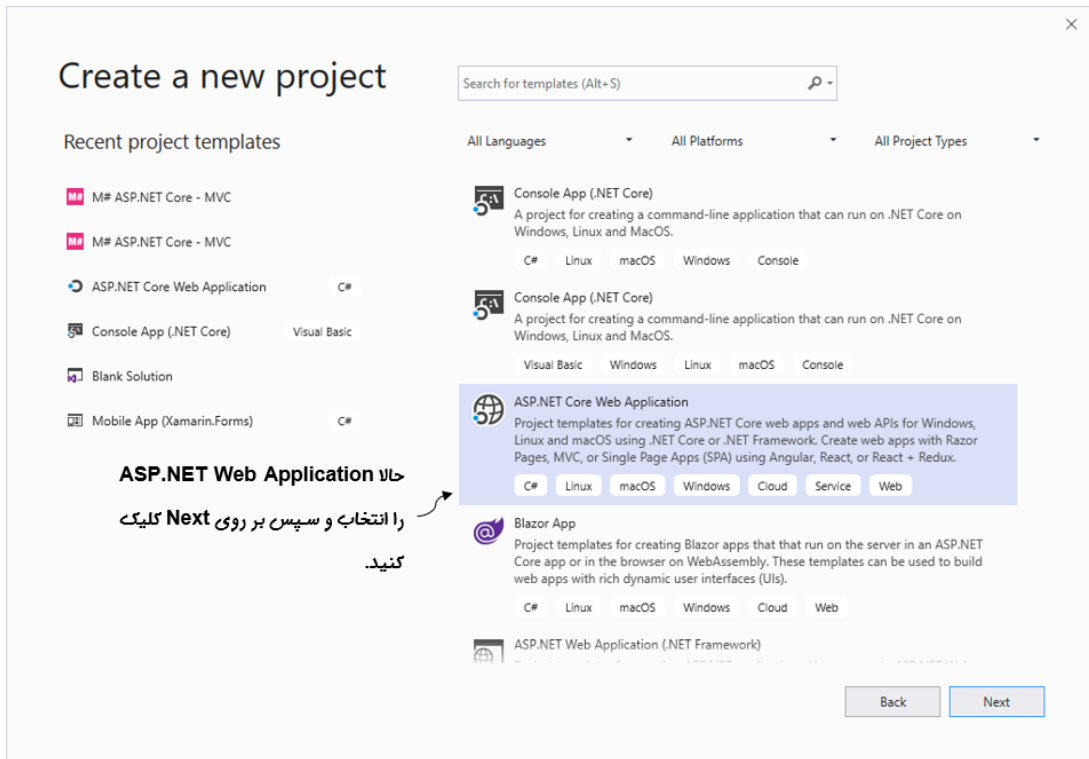 Create a new project
Search for templates (Alt+S)
Recent project templates
All Languages
All Platforms
All Project Types
M# ASP.NET Core - MVC
M# ASP.NET Core - MVC
ASP.NET Core Web Application C#
Console App (.NET Core) Visual Basic
Blank Solution
Mobile App (Xamarin.Forms) C#
حالا ASP.NET Web Application
را انتخاب و سپس بر روی Next کلیک
کنید.
Console App (.NET Core)
A project for creating a command-line application that can run on .NET Core on
Windows, Linux and MacOS.
C# Linux macOS Windows Console
Console App (.NET Core)
A project for creating a command-line application that can run on .NET Core on
Windows, Linux and MacOS.
Visual Basic Windows Linux macOS Console
ASP.NET Core Web Application
Project templates for creating ASP.NET Core web apps and web APIs for Windows,
Linux and macOS using .NET Core or .NET Framework. Create web apps with Razor
Pages, MVC, or Single Page Apps (SPA) using Angular, React, or React + Redux.
C# Linux macOS Windows Cloud Service Web
Blazor App
Project templates for creating Blazor apps that that run on the server in an ASP.NET
Core app or in the browser on WebAssembly. These templates can be used to build
web apps with rich dynamic user interfaces (UIs).
C# Linux macOS Windows Cloud Web
ASP.NET Web Application (.NET Framework)
Back
Next